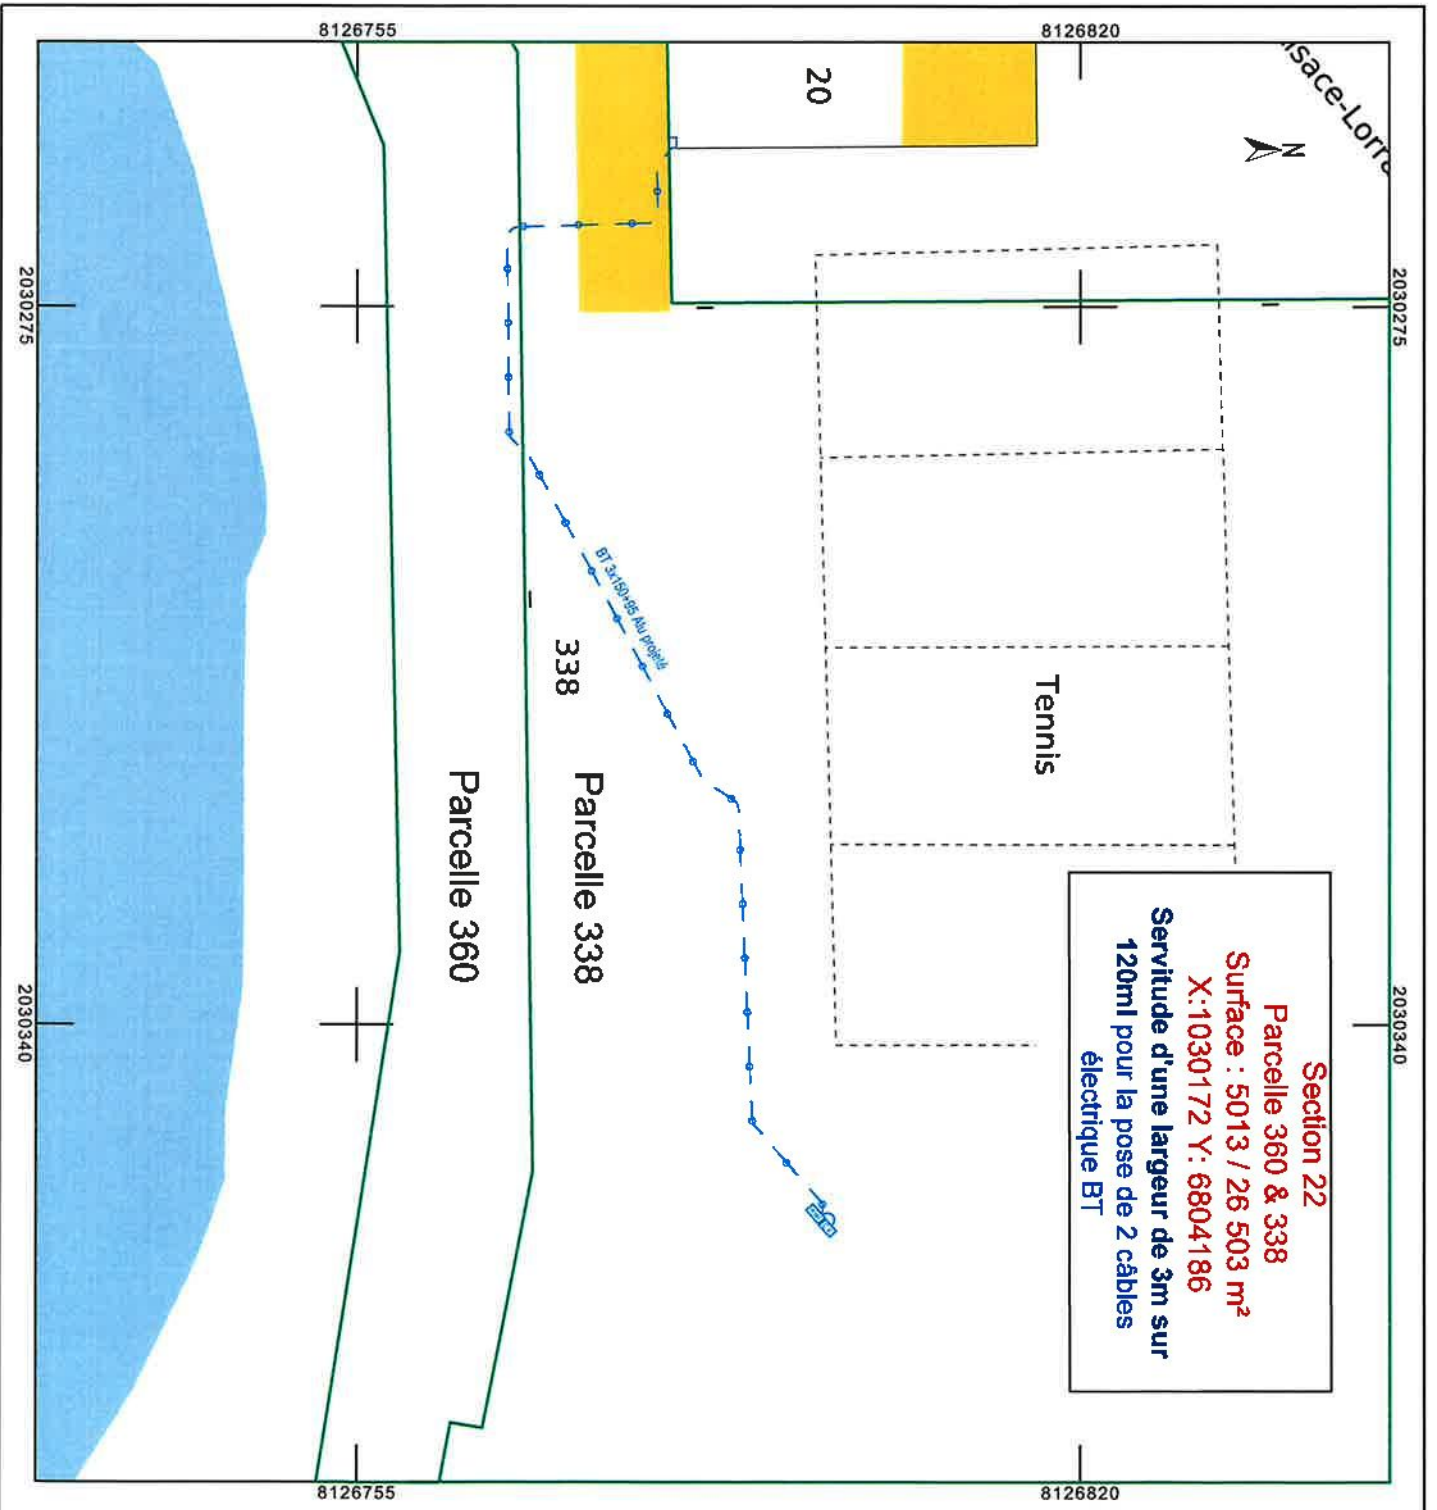 8126755
8126820
lsace-Lorra
N
20
2030275
2030275
Tennis
BT 3x150+95 Alu projeté
338
Parcelle 338
Parcelle 360
Section 22
Parcelle 360 & 338
Surface : 5013 / 26 503 m²
X:1030172 Y: 6804186
Servitude d'une largeur de 3m sur
120ml pour la pose de 2 câbles
électrique BT
2030340
2030340
8126755
8126820